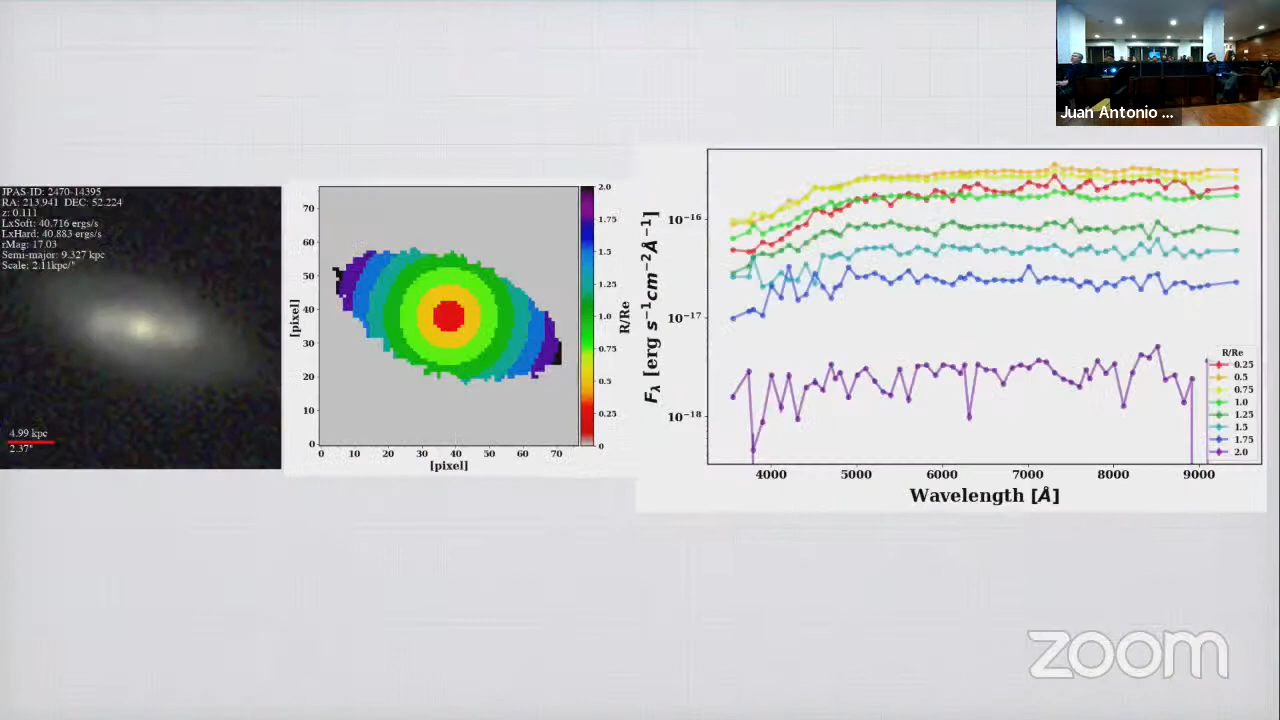 Juan Antonio ...
JPAS-ID: 2470-14395
RA: 213.941 DEC: 52.224
z: 0.111
LxSoft: 40.716 ergs/s
LxHard: 40.883 ergs/s
rMag: 17.03
Semi-major: 9.327 kpc
Scale: 2.11kpc/"
4.99 kpc
2.37"
70
60
50
40
30
20
10
0
[pixel]
0 10 20 30 40 50 60 70
[pixel]
2.0
1.75
1.5
1.25
1.0
0.75
0.5
0.25
0
R/Re
Fλ [erg s⁻¹cm⁻²Å⁻¹]
10⁻¹⁶
10⁻¹⁷
10⁻¹⁸
4000 5000 6000 7000 8000 9000
Wavelength [Å]
R/Re
0.25
0.5
0.75
1.0
1.25
1.5
1.75
2.0
zoom